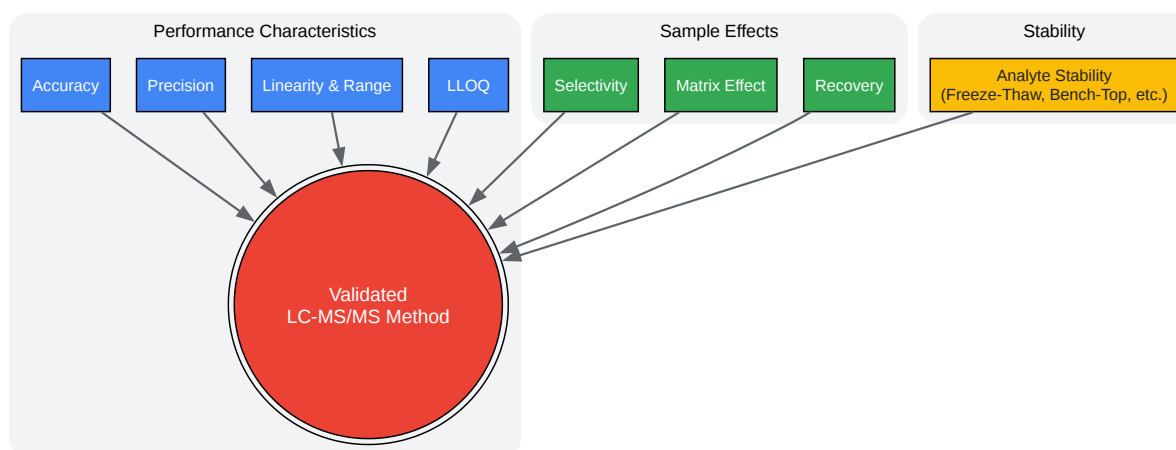 Performance Characteristics
Sample Effects
Stability
Accuracy
Precision
Linearity & Range
LLOQ
Selectivity
Matrix Effect
Recovery
Analyte Stability
(Freeze-Thaw, Bench-Top, etc.)
Validated
LC-MS/MS Method